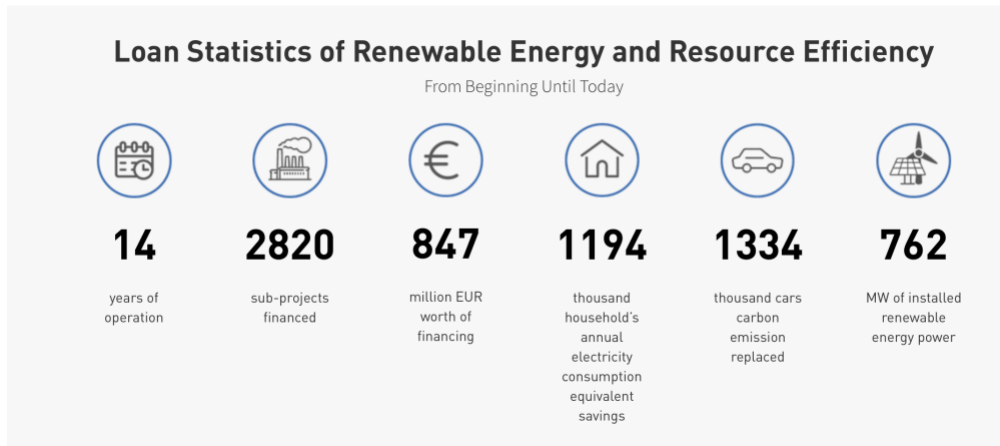 Loan Statistics of Renewable Energy and Resource Efficiency
From Beginning Until Today
14
years of
operation
2820
sub-projects
financed
847
million EUR
worth of
financing
1194
thousand
household's
annual
electricity
consumption
equivalent
savings
1334
thousand cars
carbon
emission
replaced
762
MW of installed
renewable
energy power